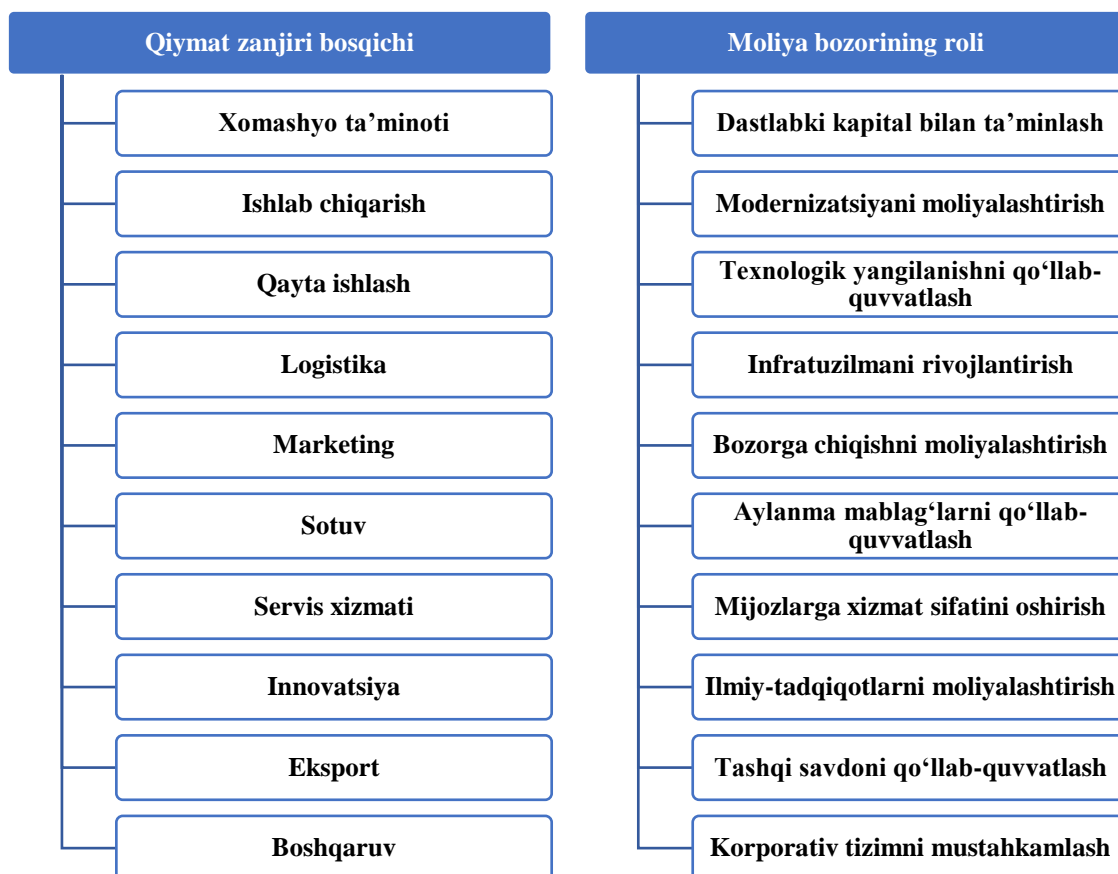 Qiymat zanjiri bosqichi
Xomashyo ta’minoti
Ishlab chiqarish
Qayta ishlash
Logistika
Marketing
Sotuv
Servis xizmati
Innovatsiya
Eksport
Boshqaruv
Moliya bozorining roli
Dastlabki kapital bilan ta’minlash
Modernizatsiyani moliyalashtirish
Texnologik yangilanishni qo‘llab-
quvvatlash
Infratuzilmani rivojlantirish
Bozorga chiqishni moliyalashtirish
Aylanma mablag‘larni qo‘llab-
quvvatlash
Mijozlarga xizmat sifatini oshirish
Ilmiy-tadqiqotlarni moliyalashtirish
Tashqi savdoni qo‘llab-quvvatlash
Korporativ tizimni mustahkamlash